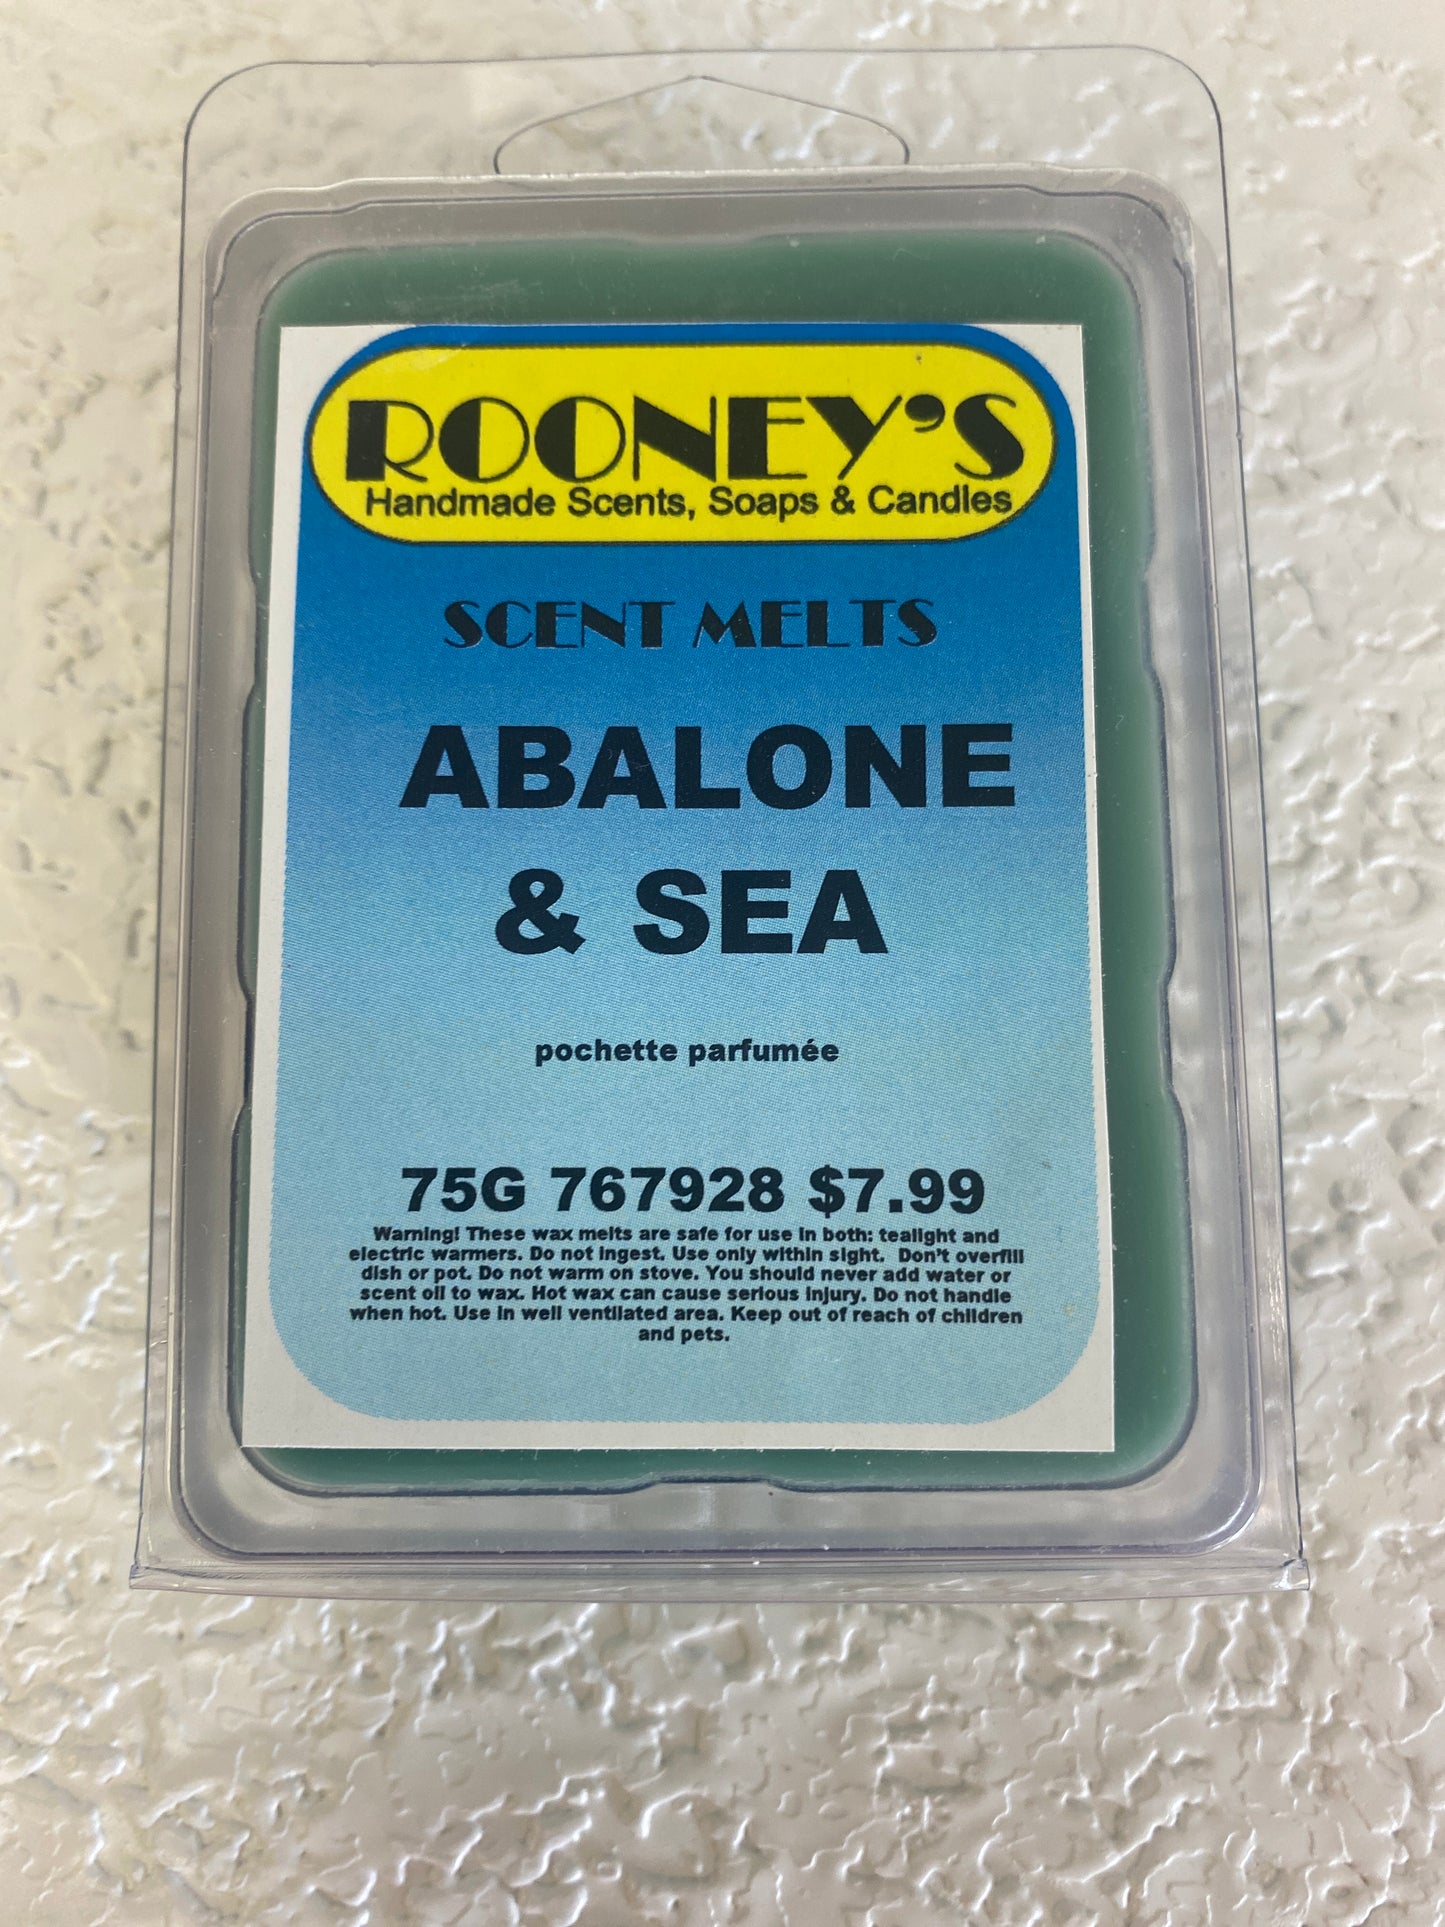 ROONEY'S
Handmade Scents, Soaps & Candles
SCENT MELTS
ABALONE
& SEA
pochette parfumée
75G 767928 $7.99
Warning! These wax melts are safe for use in both: tealight and
electric warmers. Do not ingest. Use only within sight. Don't overfill
dish or pot. Do not warm on stove. You should never add water or
scent oil to wax. Hot wax can cause serious injury. Do not handle
when hot. Use in well ventilated area. Keep out of reach of children
and pets.